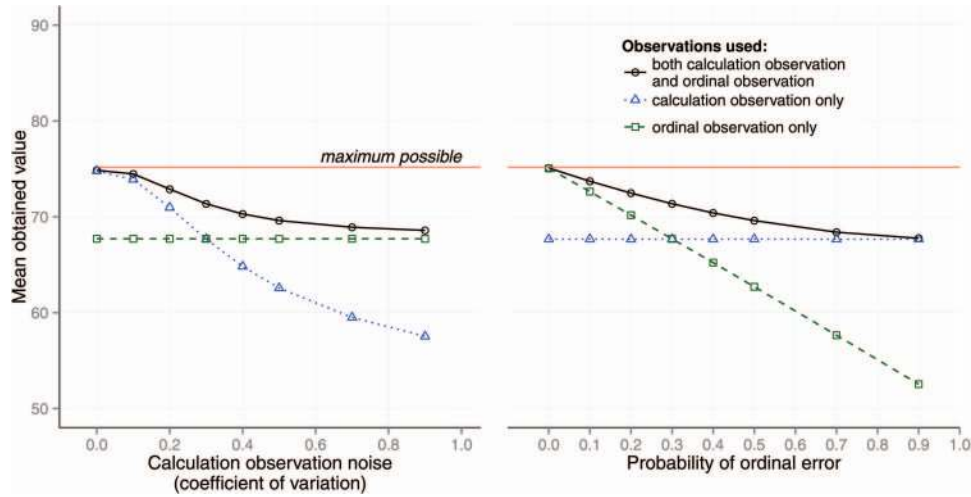 90
80
70
60
50
Mean obtained value
maximum possible
0.0 0.2 0.4 0.6 0.8 1.0
Calculation observation noise
(coefficient of variation)
Observations used:
both calculation observation
and ordinal observation
calculation observation only
ordinal observation only
0.0 0.1 0.2 0.3 0.4 0.5 0.6 0.7 0.8 0.9 1.0
Probability of ordinal error